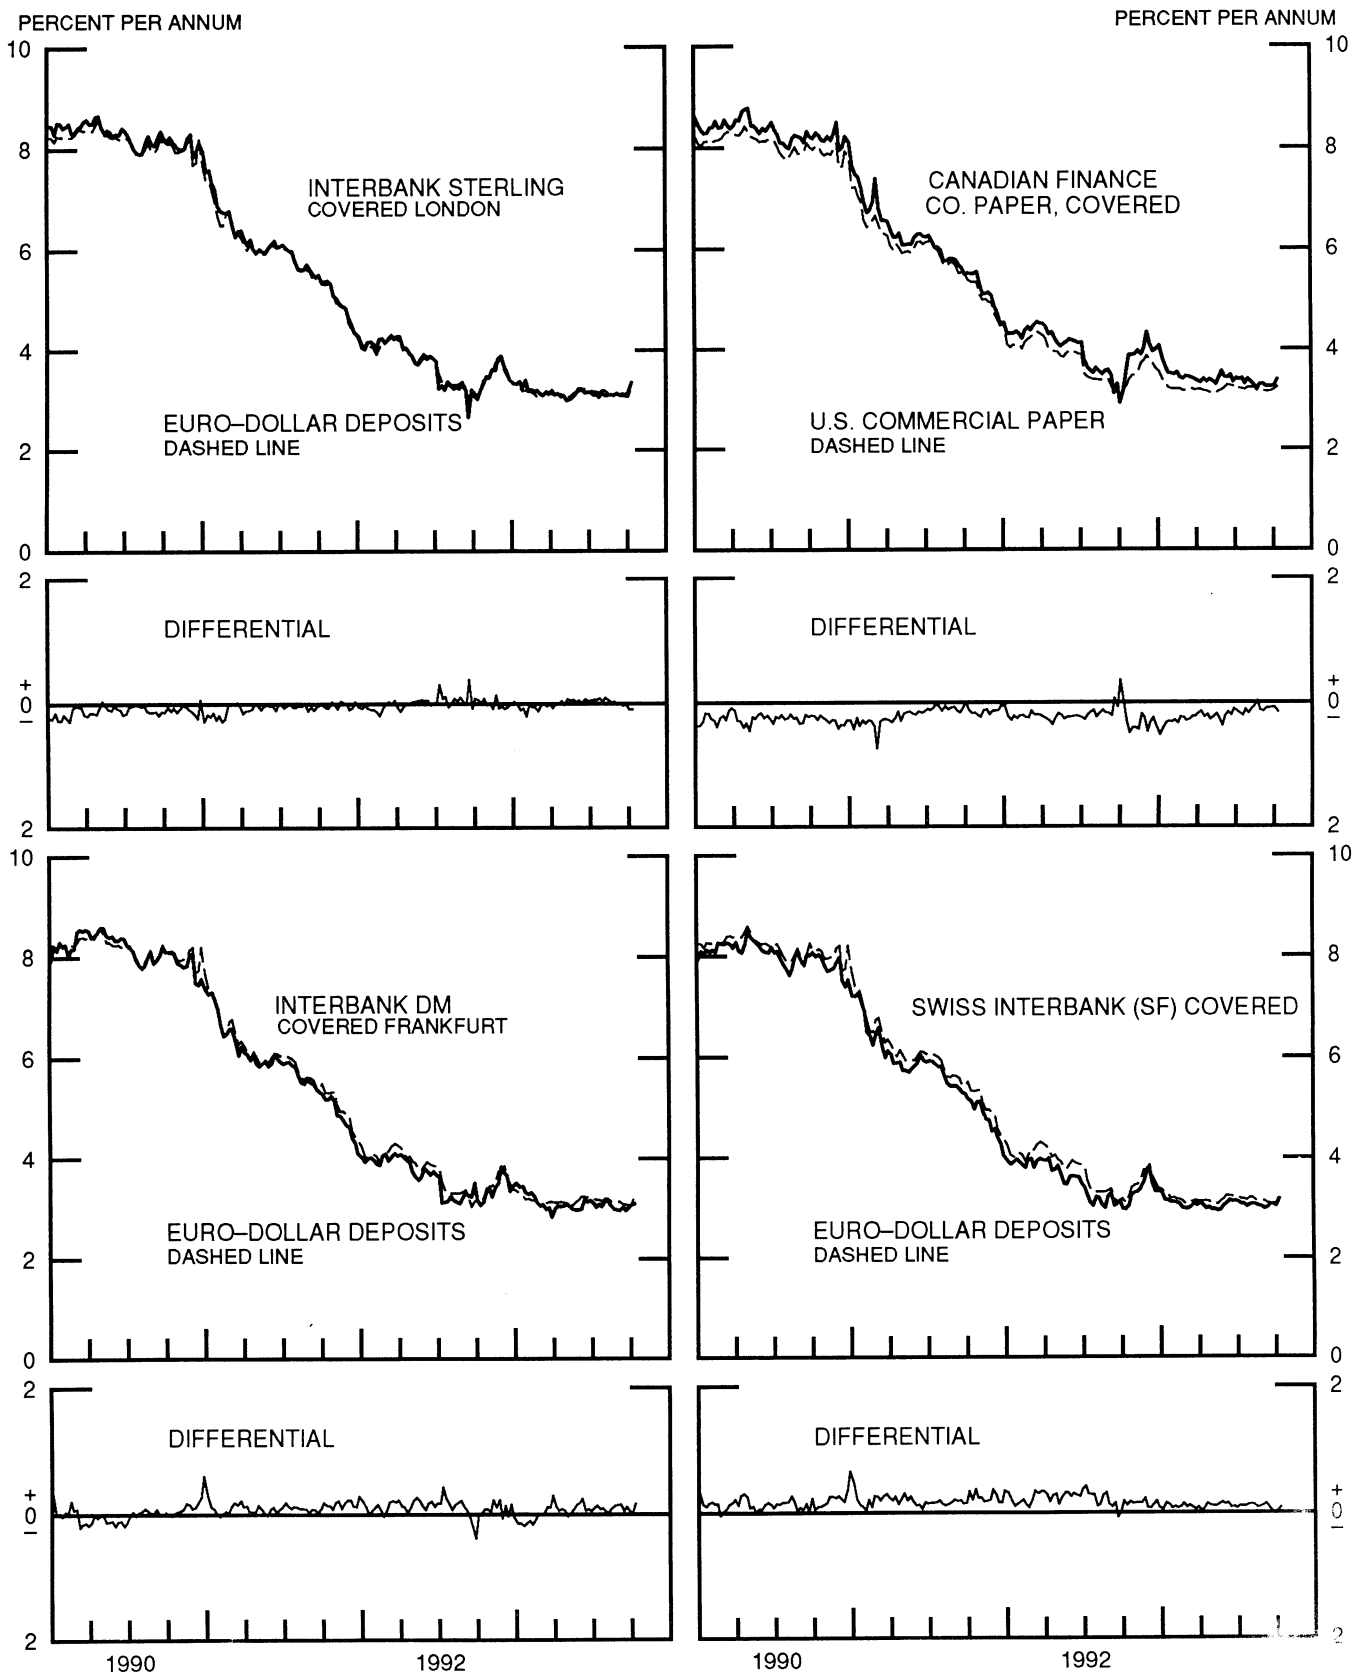 PERCENT PER ANNUM
PERCENT PER ANNUM
10
8
6
4
2
0
INTERBANK STERLING
COVERED LONDON
EURO–DOLLAR DEPOSITS
DASHED LINE
CANADIAN FINANCE
CO. PAPER, COVERED
U.S. COMMERCIAL PAPER
DASHED LINE
10
8
6
4
2
0
2
+
0
–
2
DIFFERENTIAL
DIFFERENTIAL
2
+
0
–
2
10
8
6
4
2
0
INTERBANK DM
COVERED FRANKFURT
EURO–DOLLAR DEPOSITS
DASHED LINE
SWISS INTERBANK (SF) COVERED
EURO–DOLLAR DEPOSITS
DASHED LINE
10
8
6
4
2
0
2
+
0
–
2
DIFFERENTIAL
DIFFERENTIAL
2
+
0
–
2
1990
1992
1990
1992